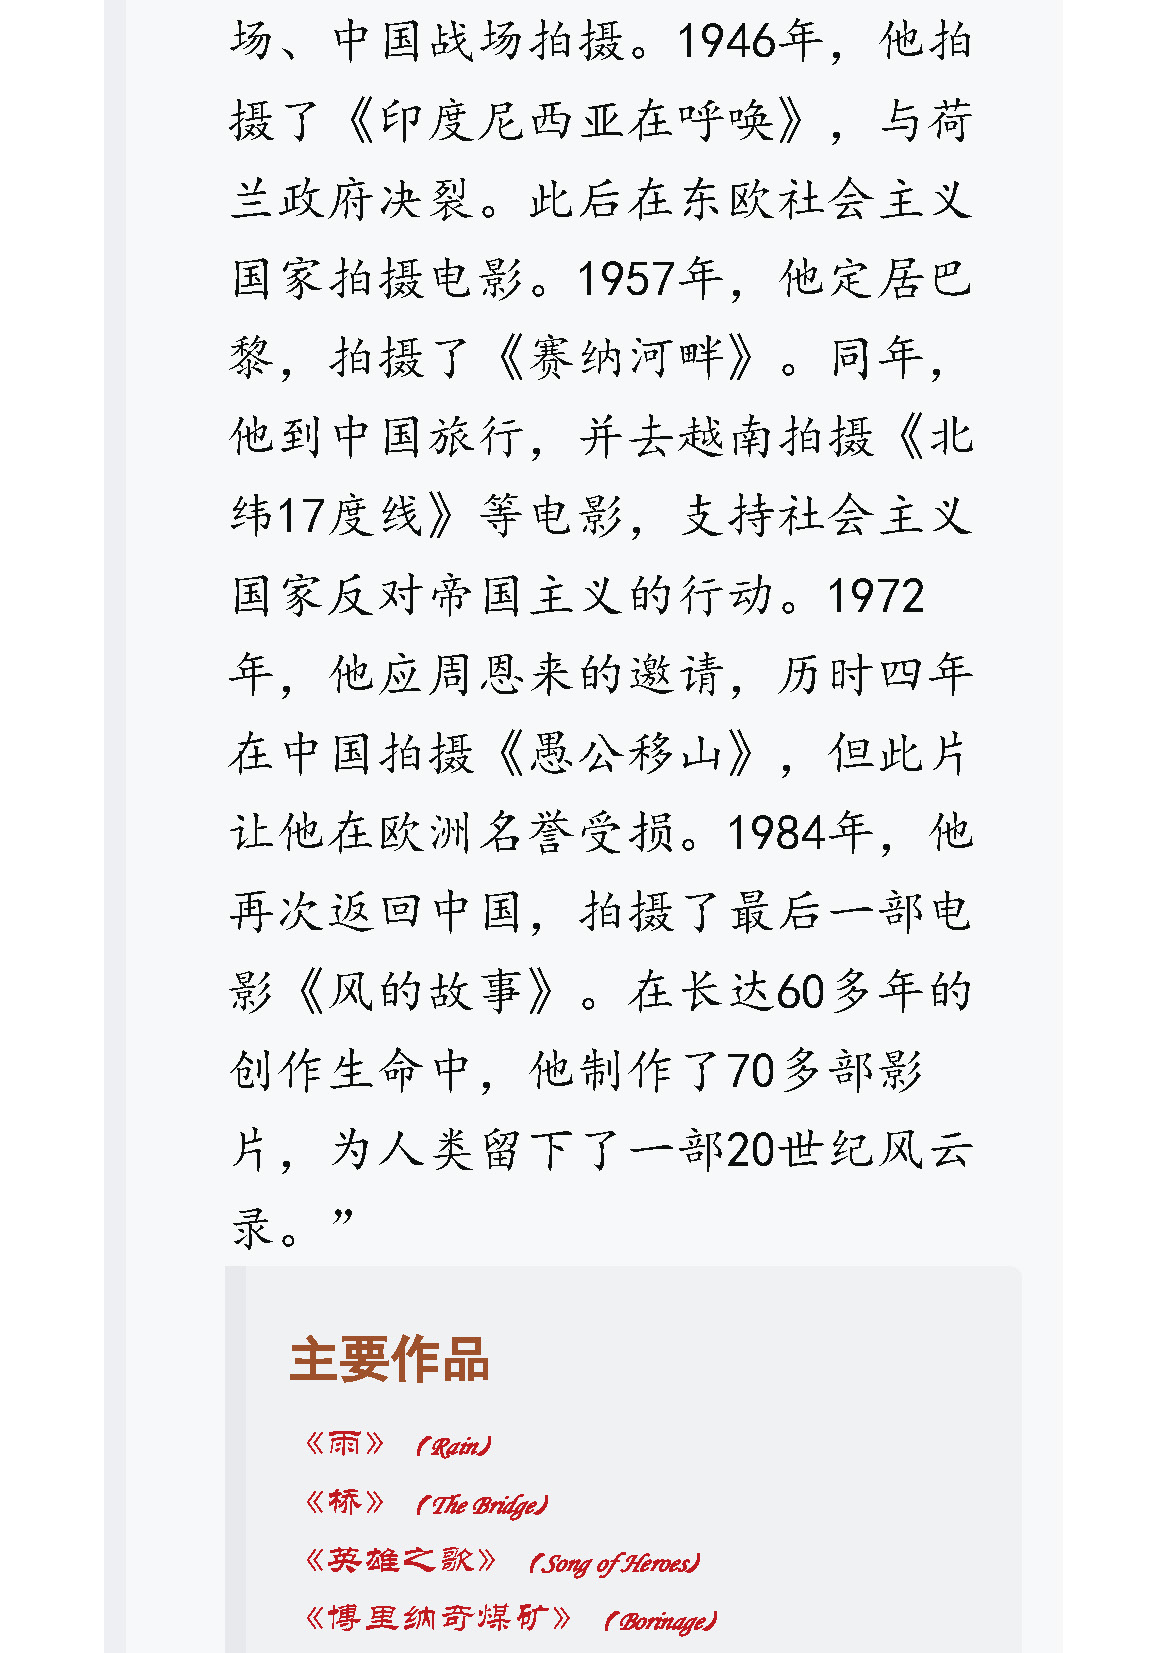 场、中国战场拍摄。1946年，他拍
摄了《印度尼西亚在呼唤》，与荷
兰政府决裂。此后在东欧社会主义
国家拍摄电影。1957年，他定居巴
黎，拍摄了《赛纳河畔》。同年，
他到中国旅行，并去越南拍摄《北
纬17度线》等电影，支持社会主义
国家反对帝国主义的行动。1972
年，他应周恩来的邀请，历时四年
在中国拍摄《愚公移山》，但此片
让他在欧洲名誉受损。1984年，他
再次返回中国，拍摄了最后一部电
影《风的故事》。在长达60多年的
创作生命中，他制作了70多部影
片，为人类留下了一部20世纪风云
录。”
主要作品
《雨》（Rain）
《桥》（The Bridge）
《英雄之歌》（Song of Heroes）
《博里纳奇煤矿》（Borinage）